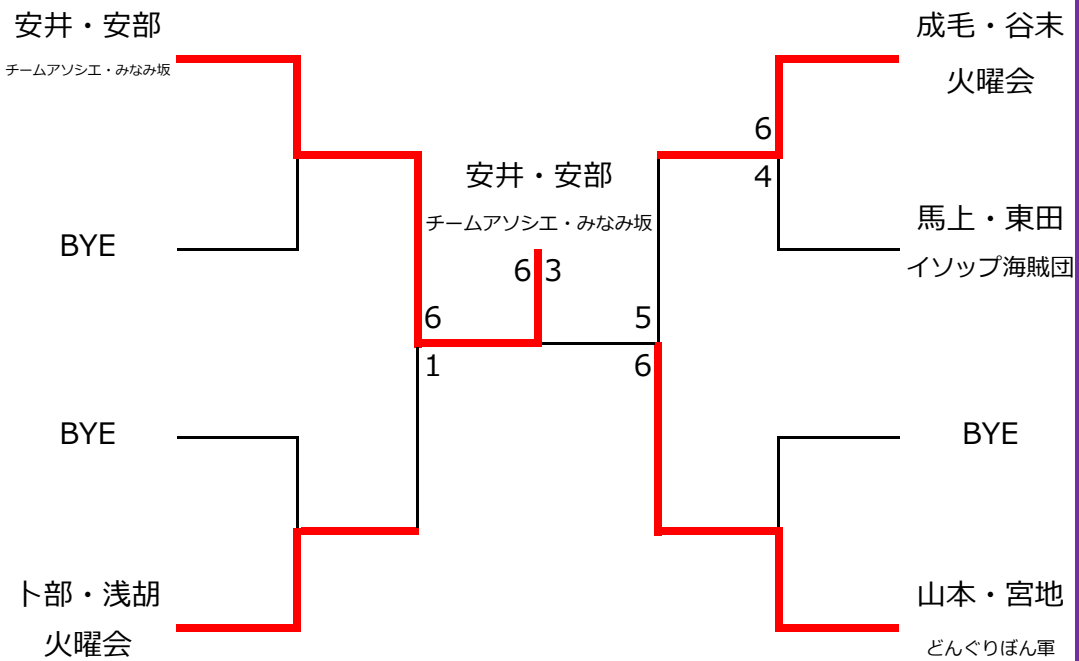 安井・安部
チームアソシエ・みなみ坂
BYE
BYE
卜部・浅胡
火曜会
安井・安部
チームアソシエ・みなみ坂
6 3
6
1
5
6
6
4
成毛・谷末
火曜会
馬上・東田
イソップ海賊団
BYE
山本・宮地
どんぐりぽん軍